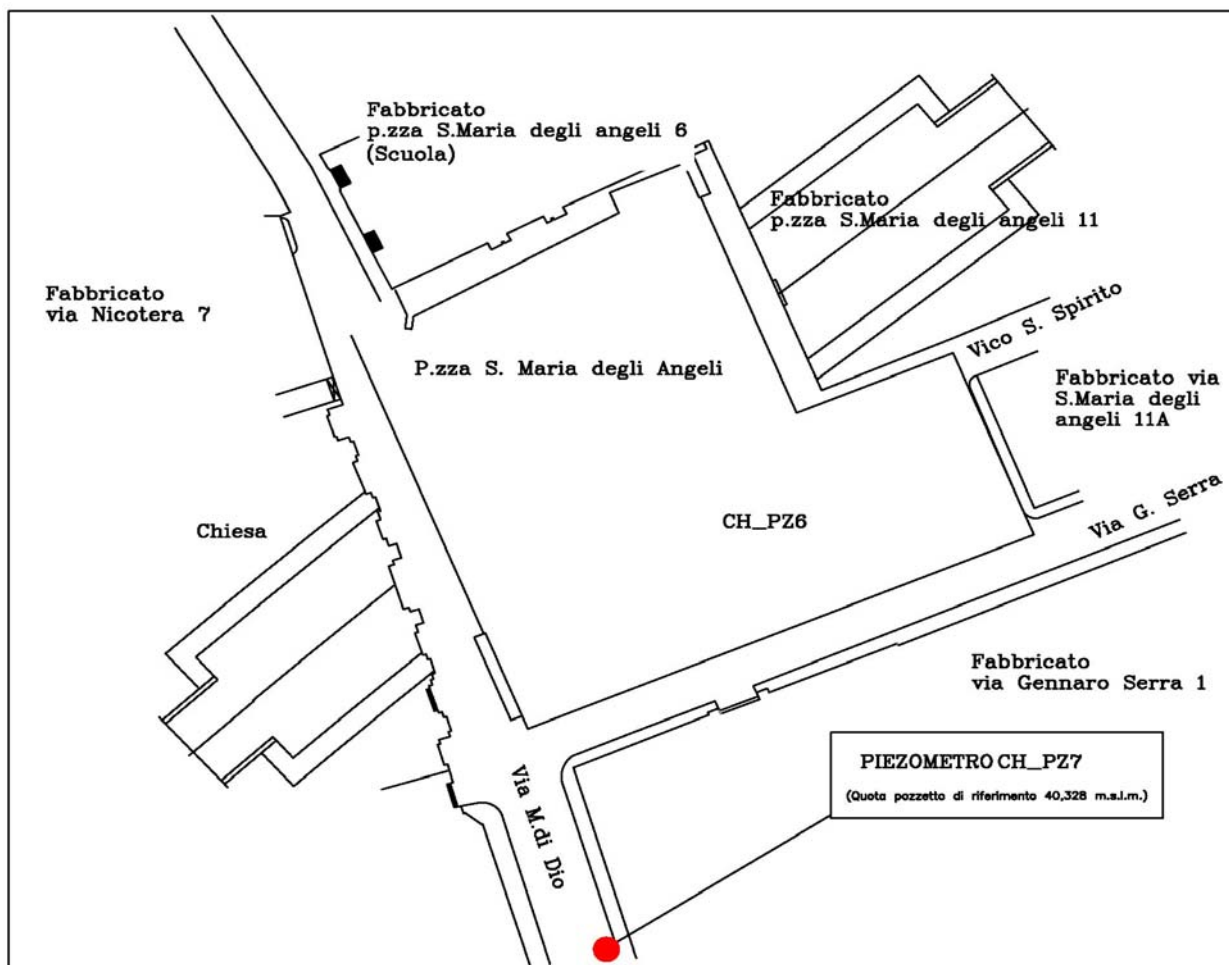 Fabbricato
p.zza S.Maria degli angeli 6
(Scuola)
Fabbricato
p.zza S.Maria degli angeli 11
Fabbricato
via Nicotera 7
Vico S. Spirito
P.zza S. Maria degli Angeli
Fabbricato via
S.Maria degli
angeli 11A
Via G. Serra
CH_PZ6
Chiesa
Fabbricato
via Gennaro Serra 1
PIEZOMETRO CH_PZ7
(Quota pozzetto di riferimento 40,328 m.s.l.m.)
Via M.di Dio